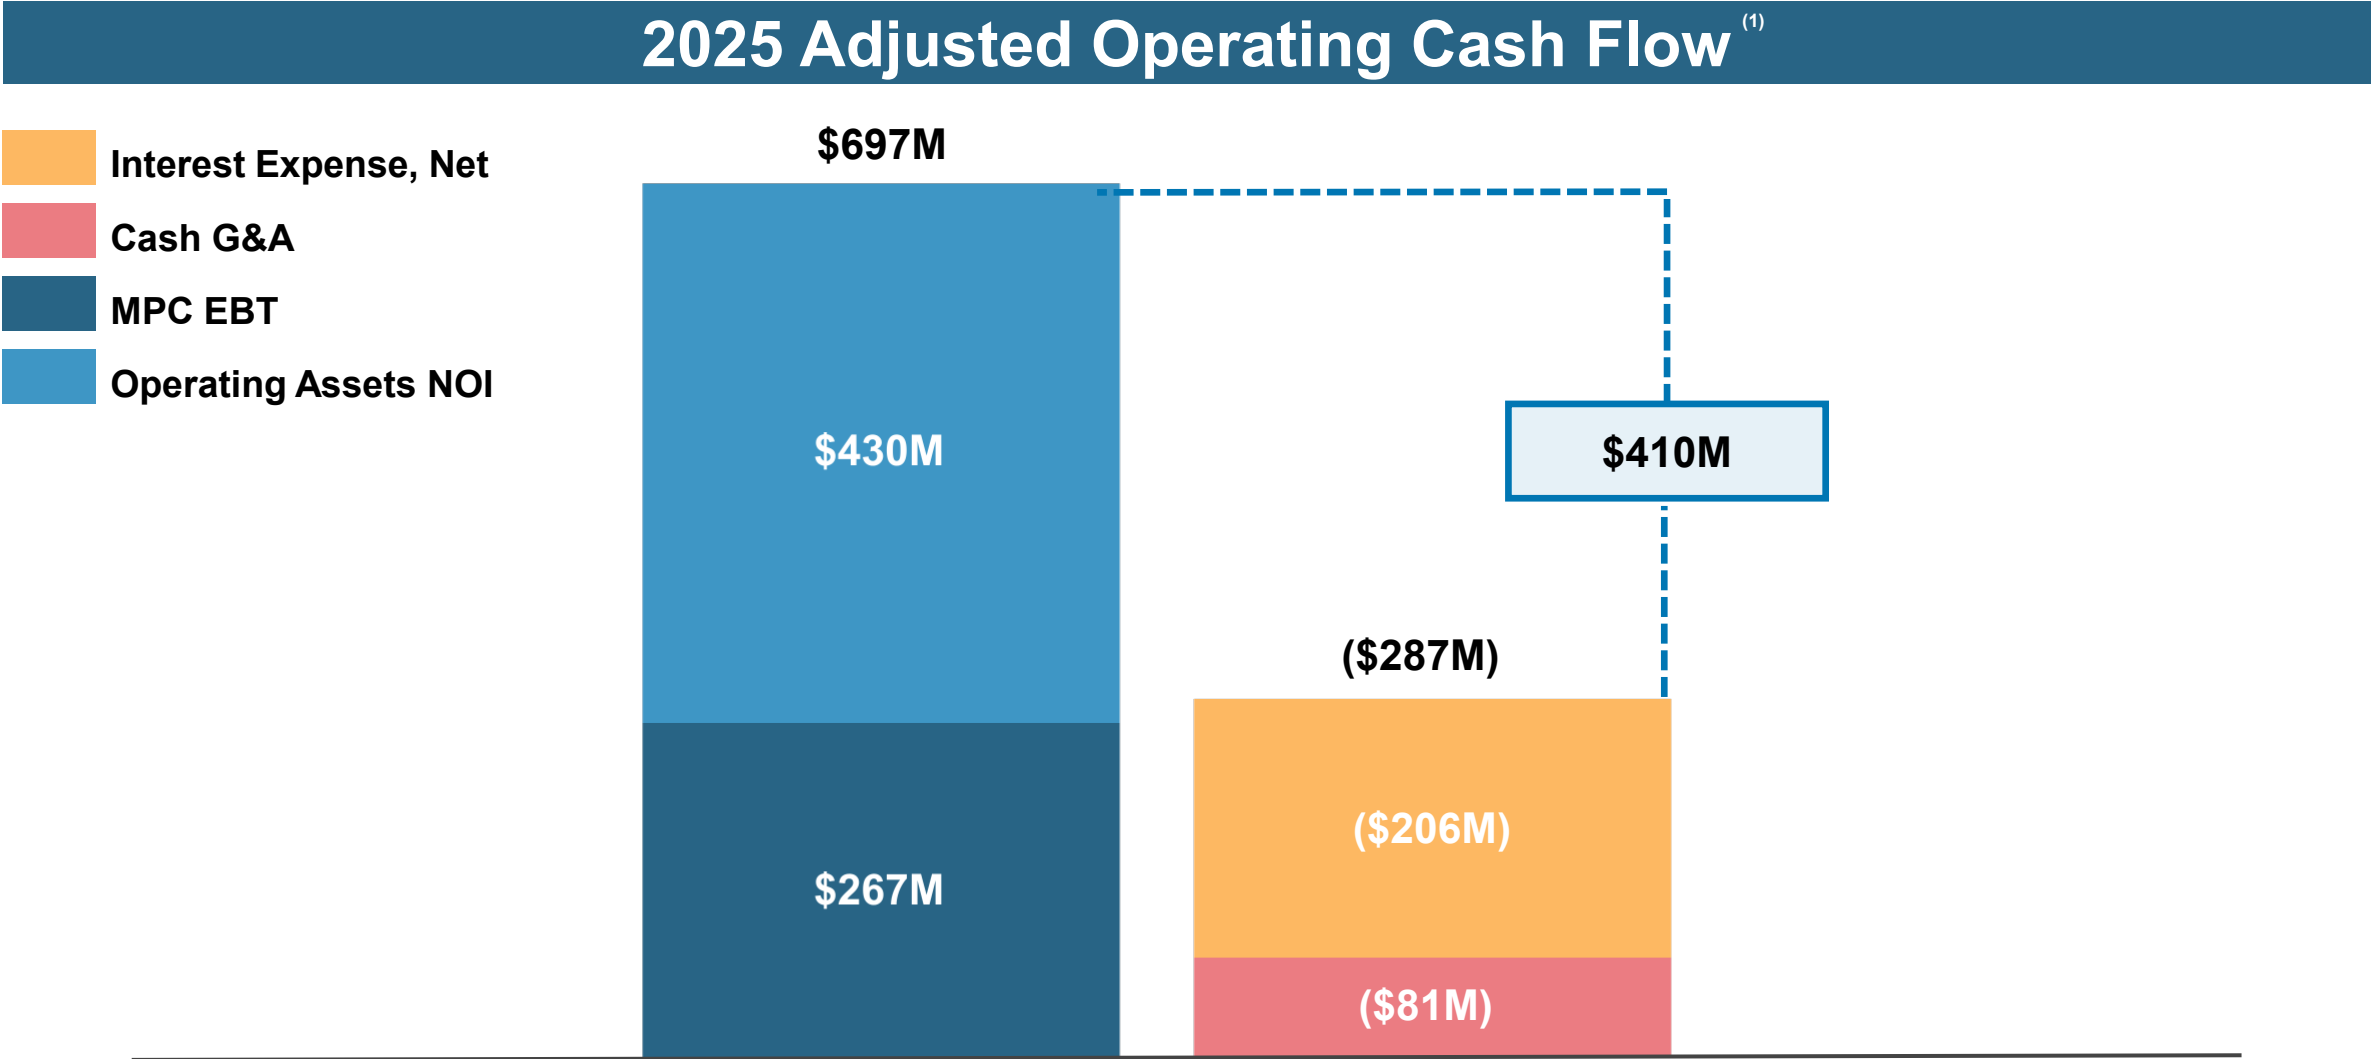 2025 Adjusted Operating Cash Flow (1)
Interest Expense, Net
Cash G&A
MPC EBT
Operating Assets NOI
$697M
$430M
$267M
$410M
($287M)
($206M)
($81M)